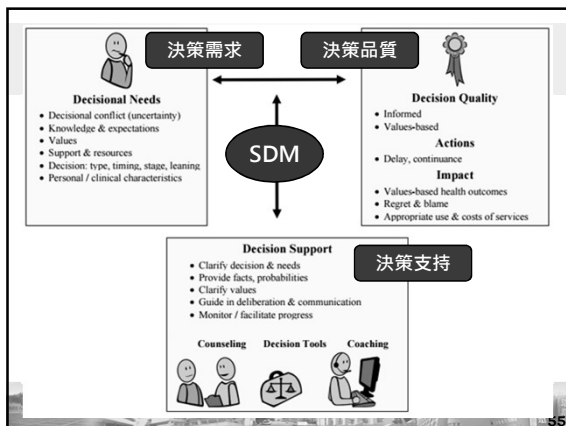 決策需求
決策品質
Decisional Needs
• Decisional conflict (uncertainty)
• Knowledge & expectations
• Values
• Support & resources
• Decision: type, timing, stage, leaning
• Personal / clinical characteristics
Decision Quality
• Informed
• Values-based
Actions
• Delay, continuance
Impact
• Values-based health outcomes
• Regret & blame
• Appropriate use & costs of services
SDM
Decision Support
決策支持
• Clarify decision & needs
• Provide facts, probabilities
• Clarify values
• Guide in deliberation & communication
• Monitor / facilitate progress
Counseling Decision Tools Coaching
55